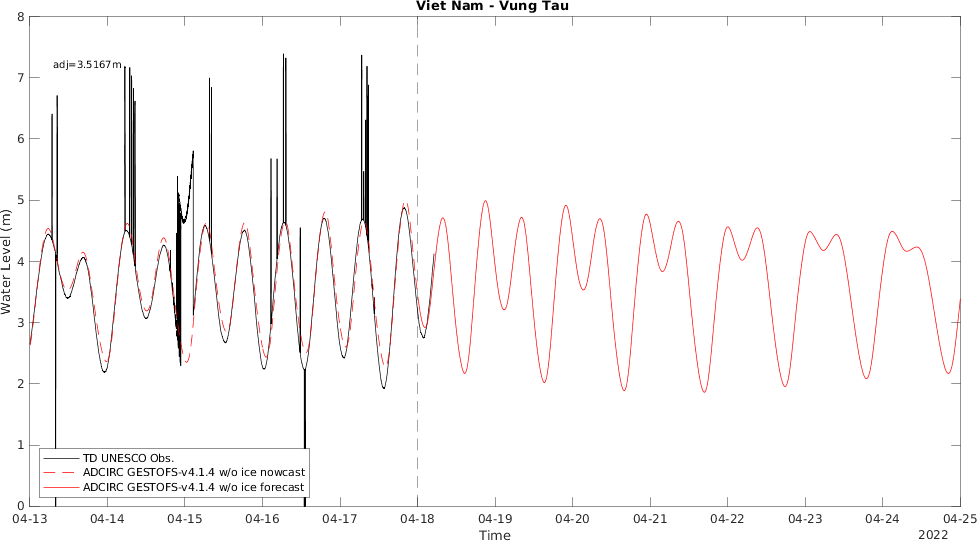 Viet Nam - Vung Tau
adj=3.5167m
Water Level (m)
8
7
6
5
4
3
2
1
0
TD UNESCO Obs.
ADCIRC GESTOFS-v4.1.4 w/o ice nowcast
ADCIRC GESTOFS-v4.1.4 w/o ice forecast
04-13 04-14 04-15 04-16 04-17 04-18 04-19 04-20 04-21 04-22 04-23 04-24 04-25
Time
2022